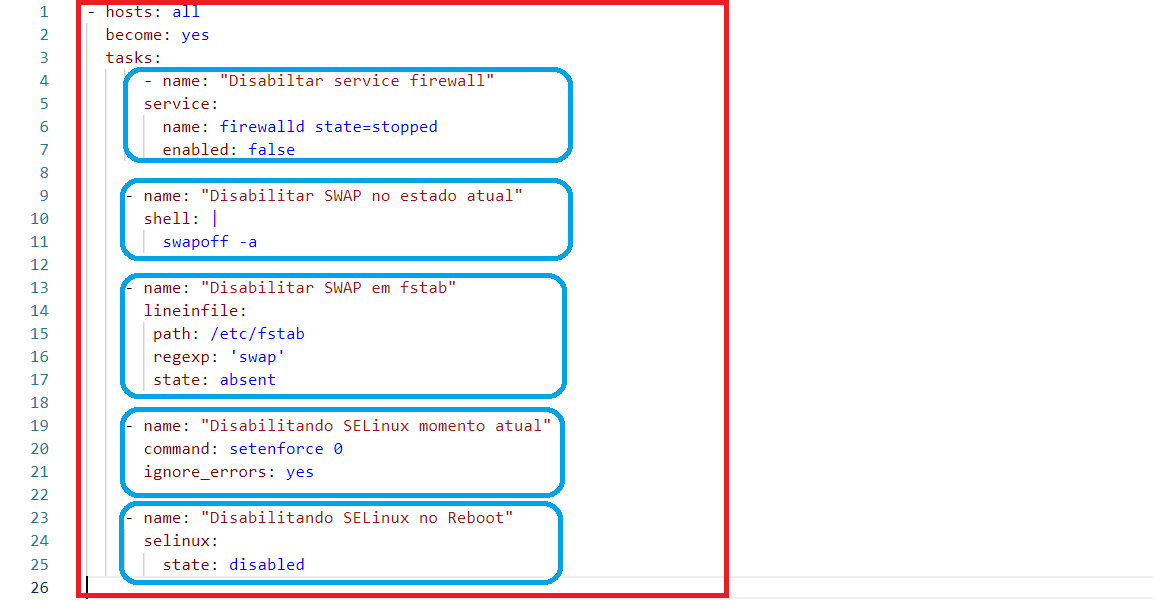 1 - hosts: all
2 become: yes
3 tasks:
4 - name: "Disabiltar service firewall"
5 service:
6 name: firewalld state=stopped
7 enabled: false
8
9 - name: "Disabilitar SWAP no estado atual"
10 shell: |
11 swapoff -a
12
13 - name: "Disabilitar SWAP em fstab"
14 lineinfile:
15 path: /etc/fstab
16 regexp: 'swap'
17 state: absent
18
19 - name: "Disabilitando SELinux momento atual"
20 command: setenforce 0
21 ignore_errors: yes
22
23 - name: "Disabilitando SELinux no Reboot"
24 selinux:
25 state: disabled
26